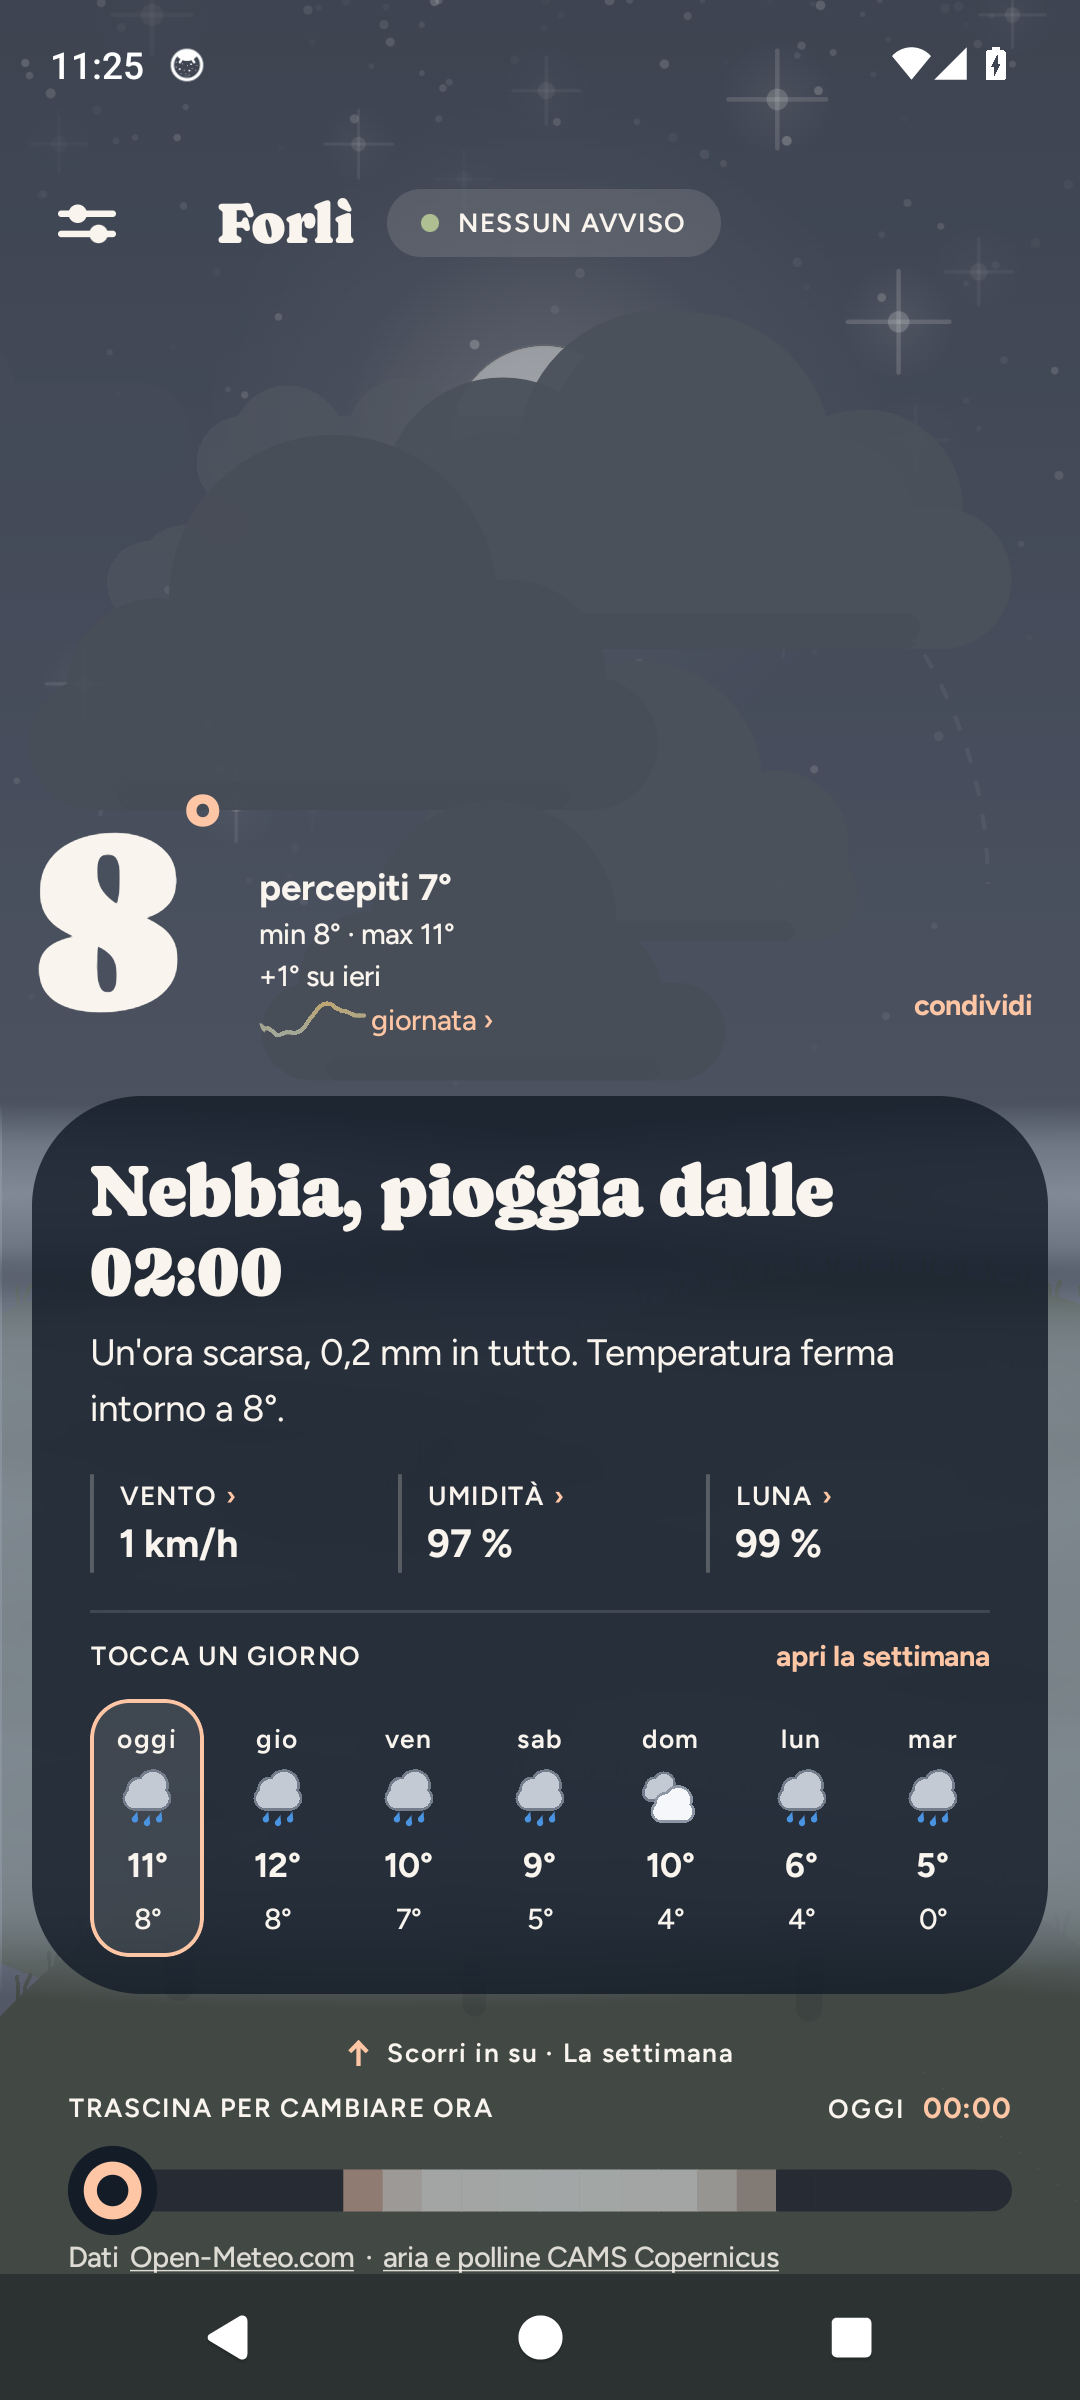 11:25
Forlì
NESSUN AVVISO
8°
percepiti 7°
min 8° · max 11°
+1° su ieri
giornata ›
condividi
Nebbia, pioggia dalle
02:00
Un'ora scarsa, 0,2 mm in tutto. Temperatura ferma
intorno a 8°.
VENTO › UMIDITÀ › LUNA ›
1 km/h 97 % 99 %
TOCCA UN GIORNO apri la settimana
oggi gio ven sab dom lun mar
11° 12° 10° 9° 10° 6° 5°
8° 8° 7° 5° 4° 4° 0°
↑ Scorri in su · La settimana
TRASCINA PER CAMBIARE ORA OGGI 00:00
Dati Open-Meteo.com · aria e polline CAMS Copernicus